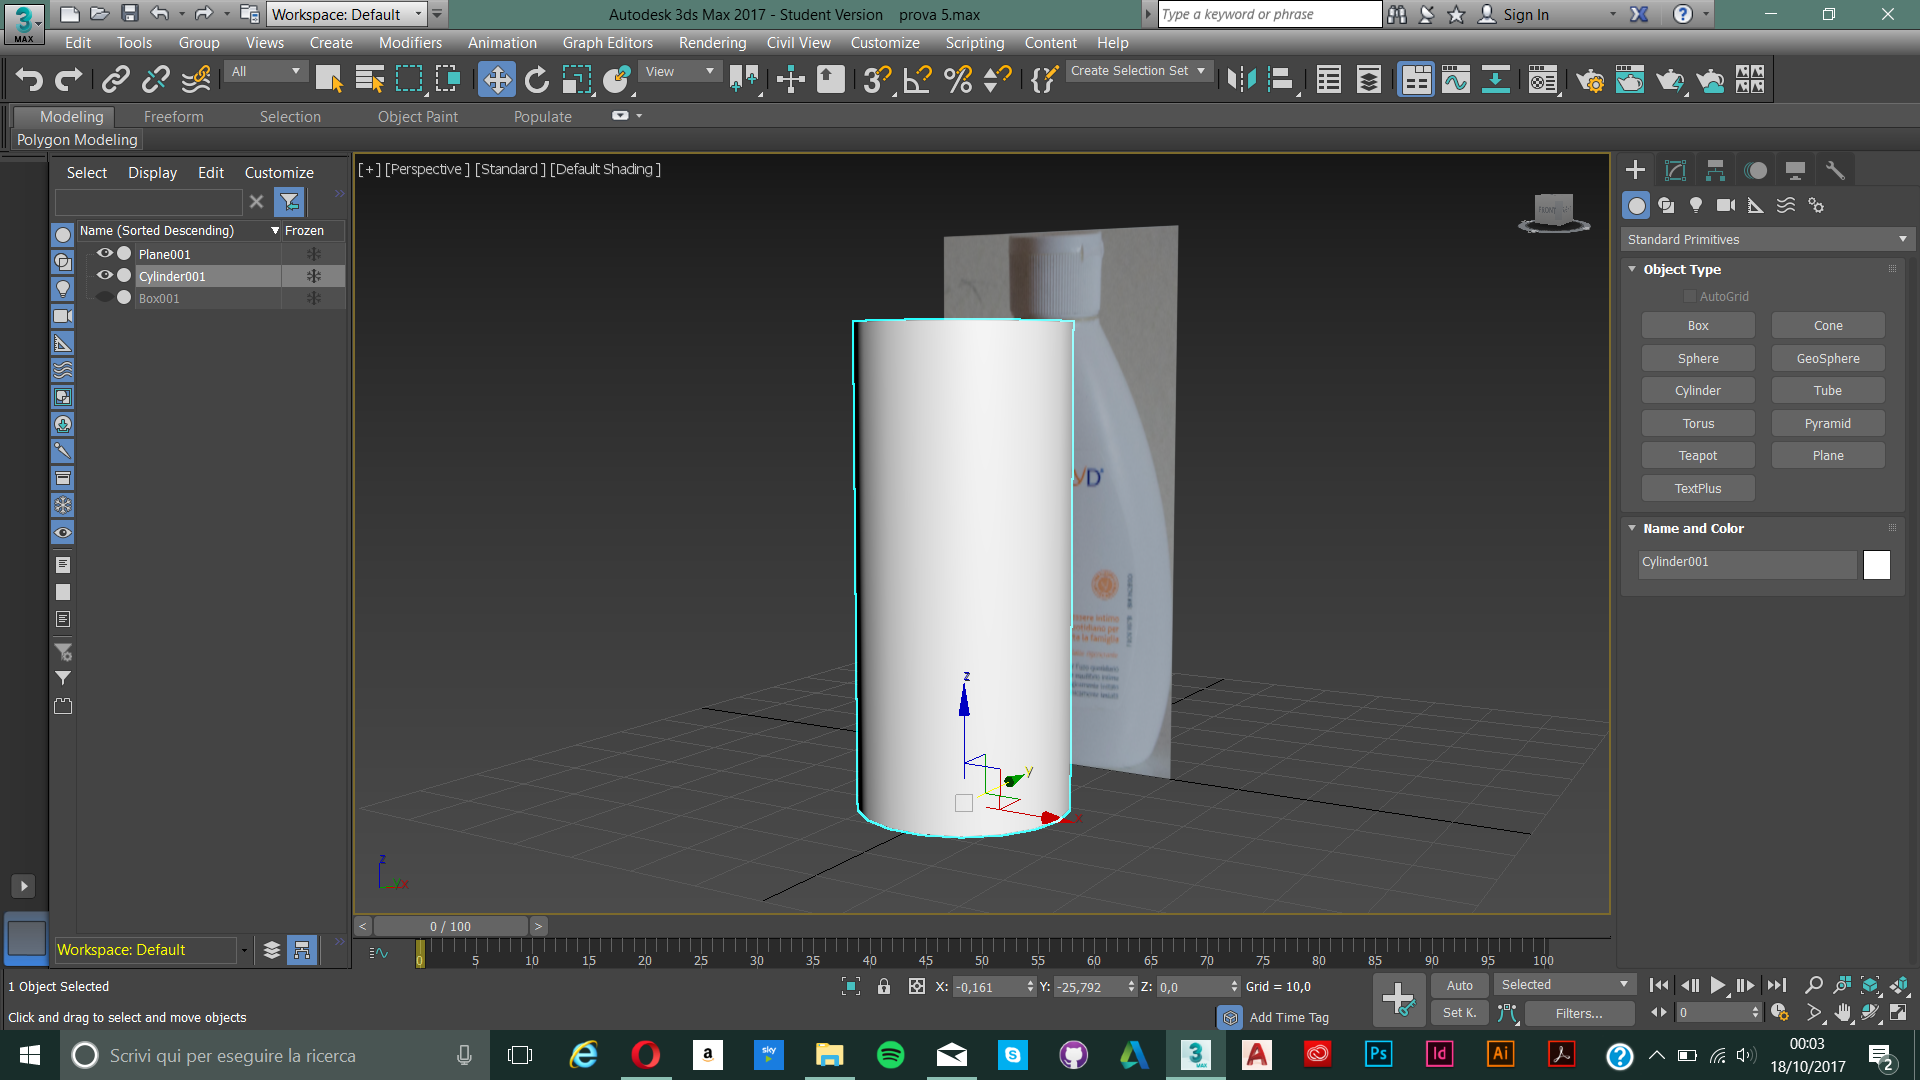 Workspace: Default
Autodesk 3ds Max 2017 - Student Version prova 5.max
Type a keyword or phrase
Sign In
MAX
Edit Tools Group Views Create Modifiers Animation Graph Editors Rendering Civil View Customize Scripting Content Help
All
View
Create Selection Set
Modeling Freeform Selection Object Paint Populate
Polygon Modeling
Select Display Edit Customize
Name (Sorted Descending) Frozen
Plane001
Cylinder001
Box001
[+] [Perspective] [Standard] [Default Shading]
FRONT
YD
z
y
x
Standard Primitives
Object Type
AutoGrid
Box Cone
Sphere GeoSphere
Cylinder Tube
Torus Pyramid
Teapot Plane
TextPlus
Name and Color
Cylinder001
0 / 100
Workspace: Default
0 5 10 15 20 25 30 35 40 45 50 55 60 65 70 75 80 85 90 95 100
1 Object Selected
X: -0,161 Y: -25,792 Z: 0,0 Grid = 10,0
Auto Selected
Click and drag to select and move objects
Add Time Tag
Set K. Filters... 0
Scrivi qui per eseguire la ricerca
00:03
18/10/2017
2